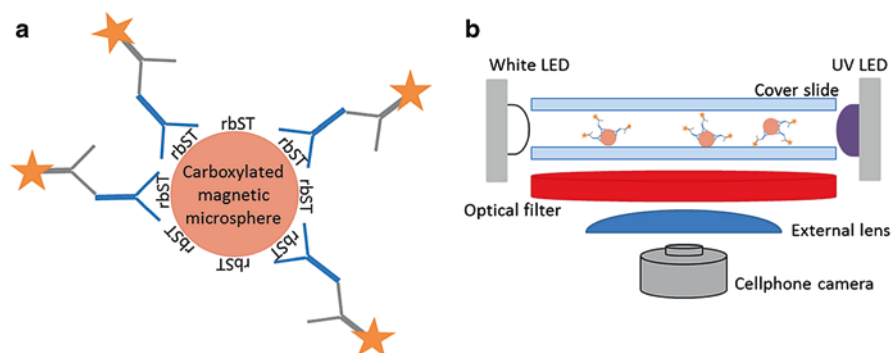 a
rbST
rbST
rbST
rbST
rbST
rbST
rbST
rbST
Carboxylated
magnetic
microsphere
b
White LED
UV LED
Cover slide
Optical filter
External lens
Cellphone camera